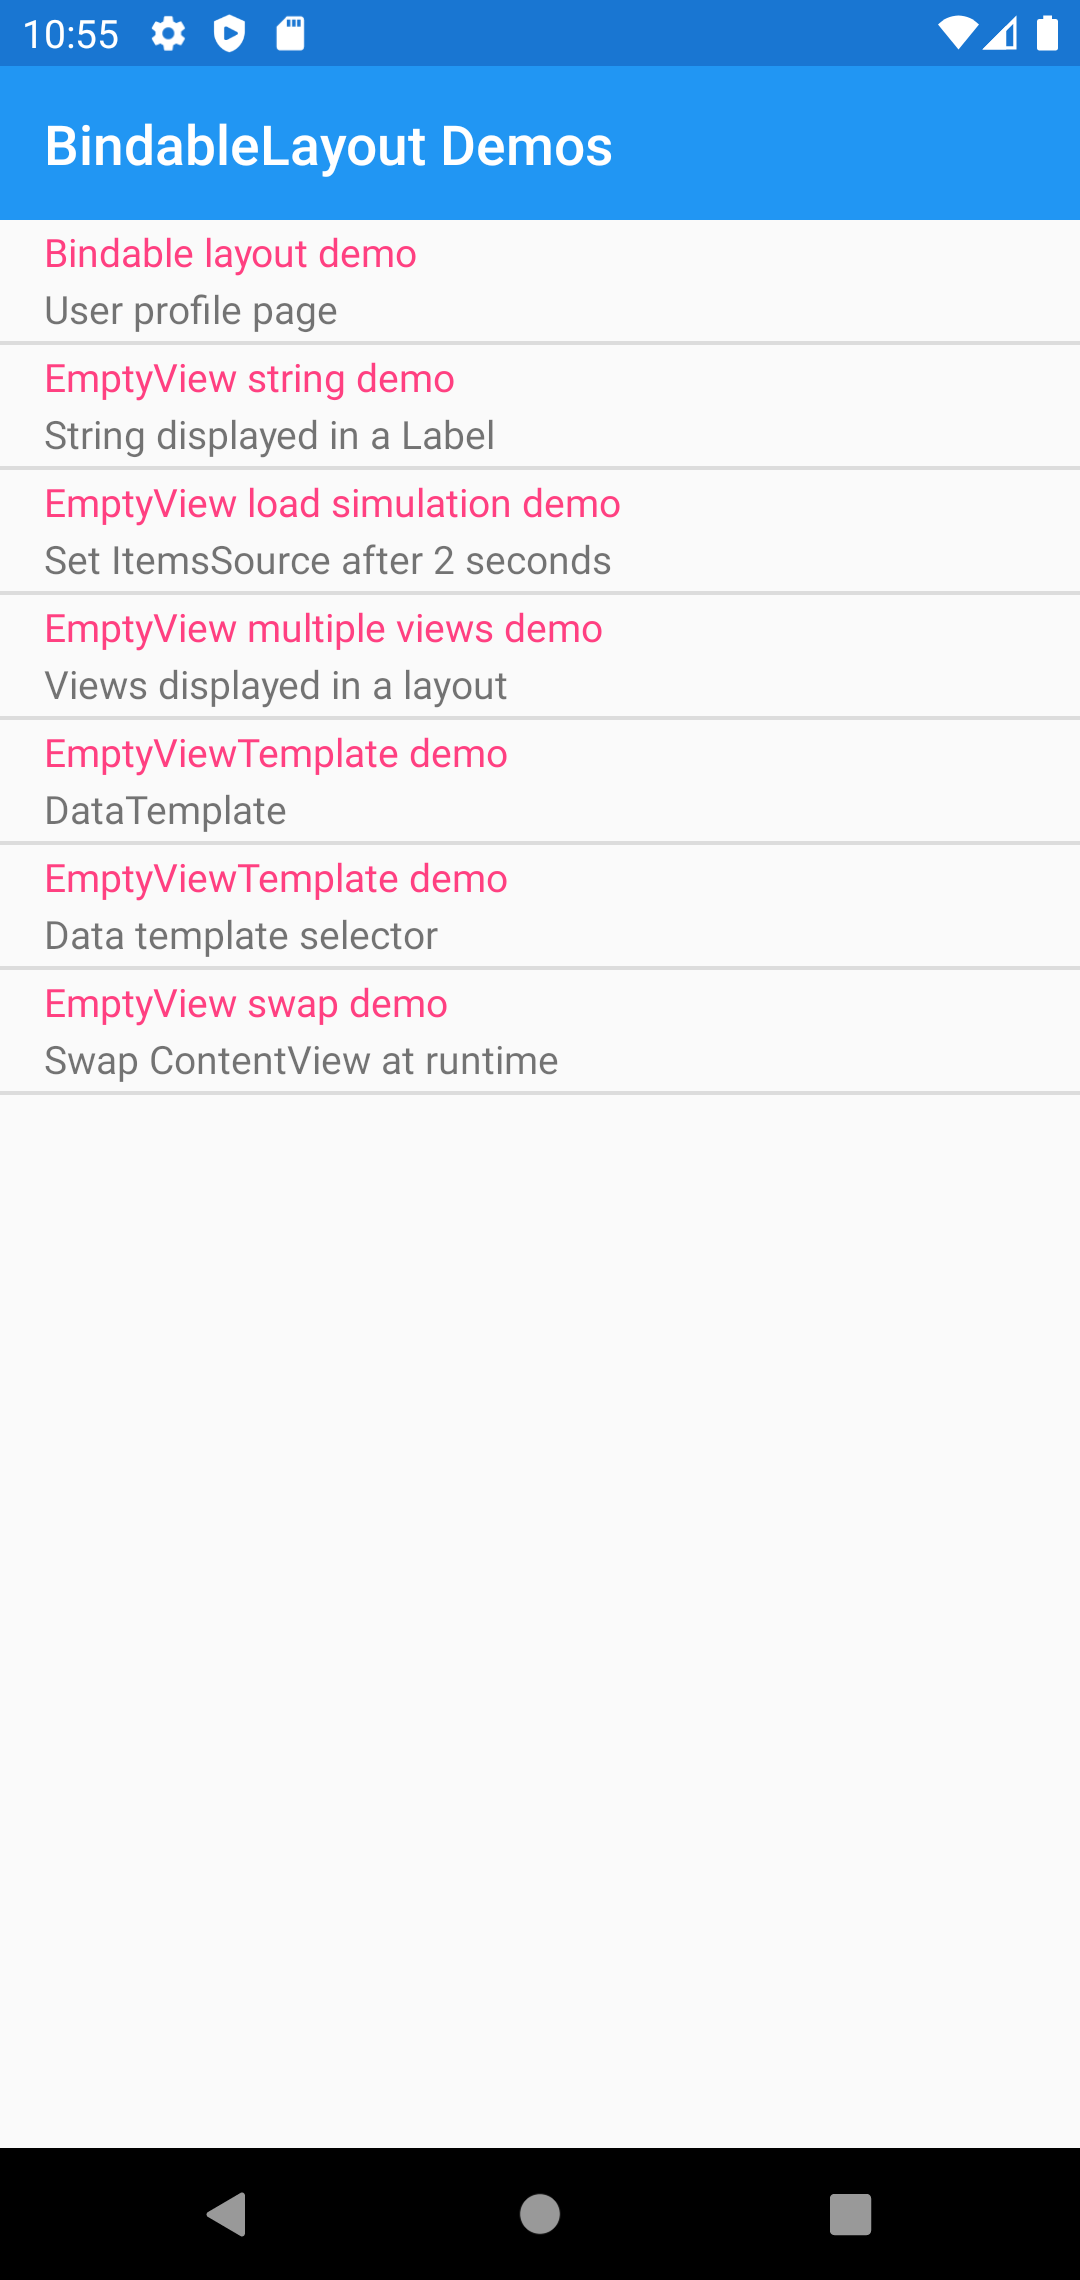 10:55
BindableLayout Demos
Bindable layout demo
User profile page
EmptyView string demo
String displayed in a Label
EmptyView load simulation demo
Set ItemsSource after 2 seconds
EmptyView multiple views demo
Views displayed in a layout
EmptyViewTemplate demo
DataTemplate
EmptyViewTemplate demo
Data template selector
EmptyView swap demo
Swap ContentView at runtime